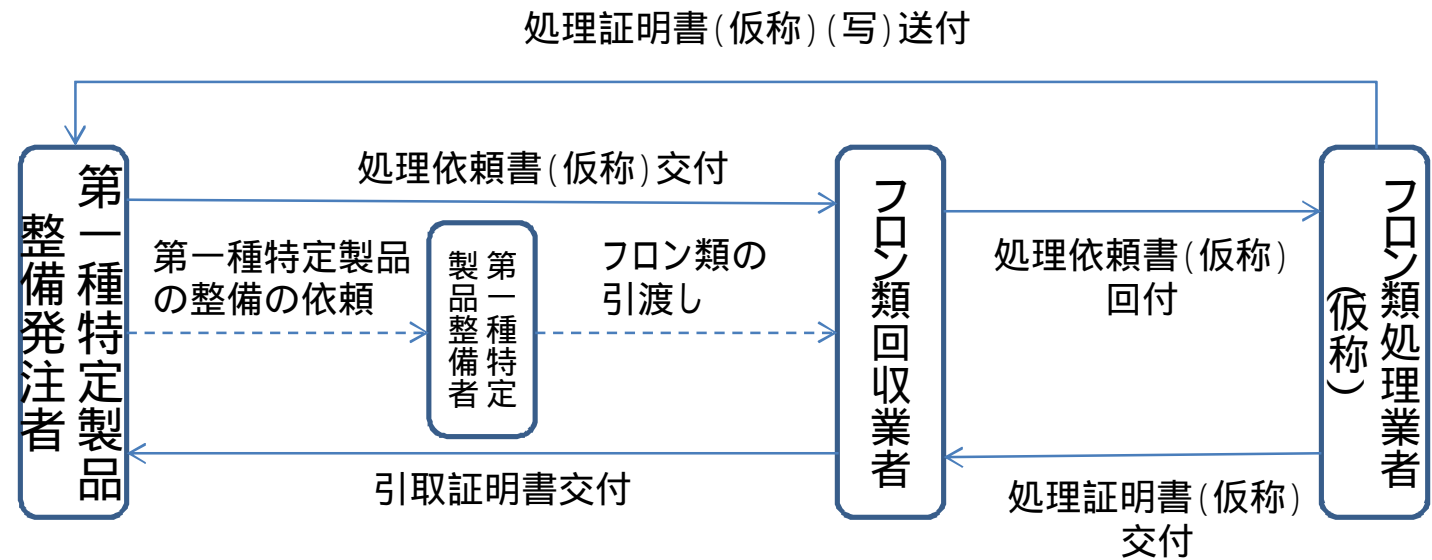 処理証明書(仮称)(写)送付
処理依頼書(仮称)交付
第一種特定製品
整備発注者
第一種特定製品
の整備の依頼
第一種特定
製品整備者
フロン類の
引渡し
フロン類回収業者
処理依頼書(仮称)
回付
フロン類処理業者
(仮称)
引取証明書交付
処理証明書(仮称)
交付